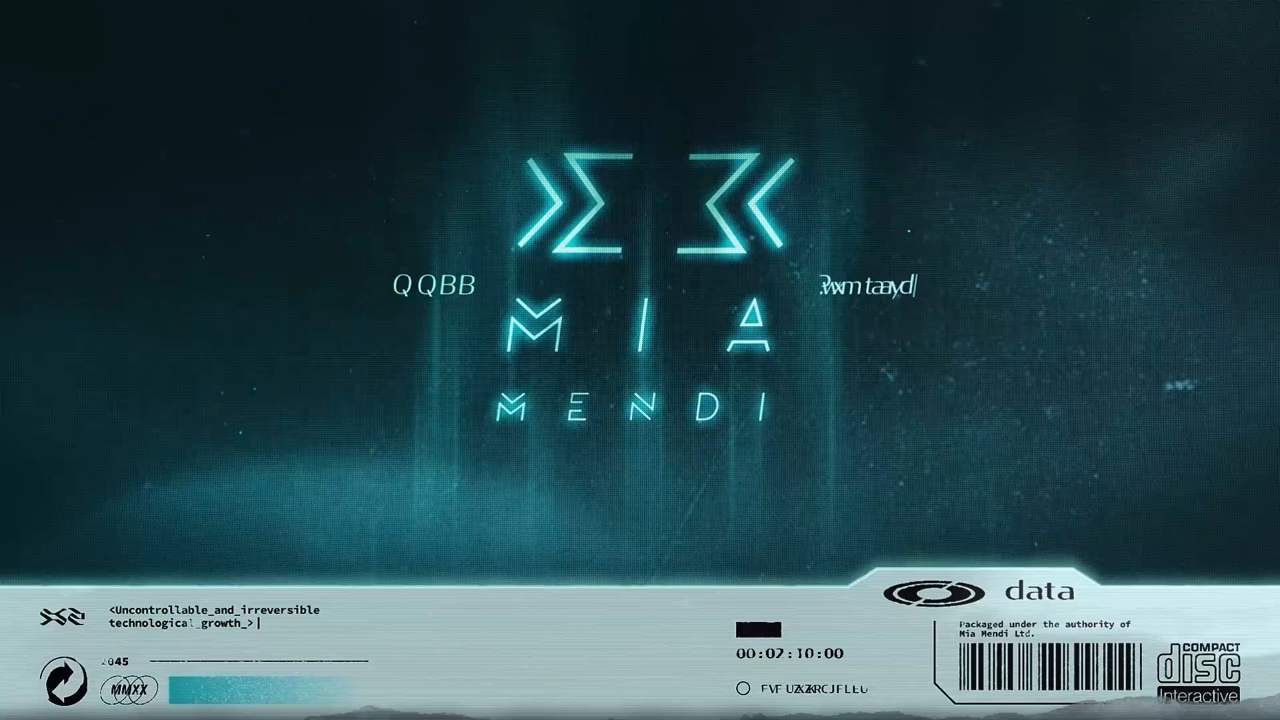 QQBB
MIA
MENDI
data
<Uncontrollable_and_irreversible
technological_growth_>|
Packaged under the authority of
Mia Mendi Ltd.
00:02:10:00
2045
MMXX
COMPACT
disc
Interactive